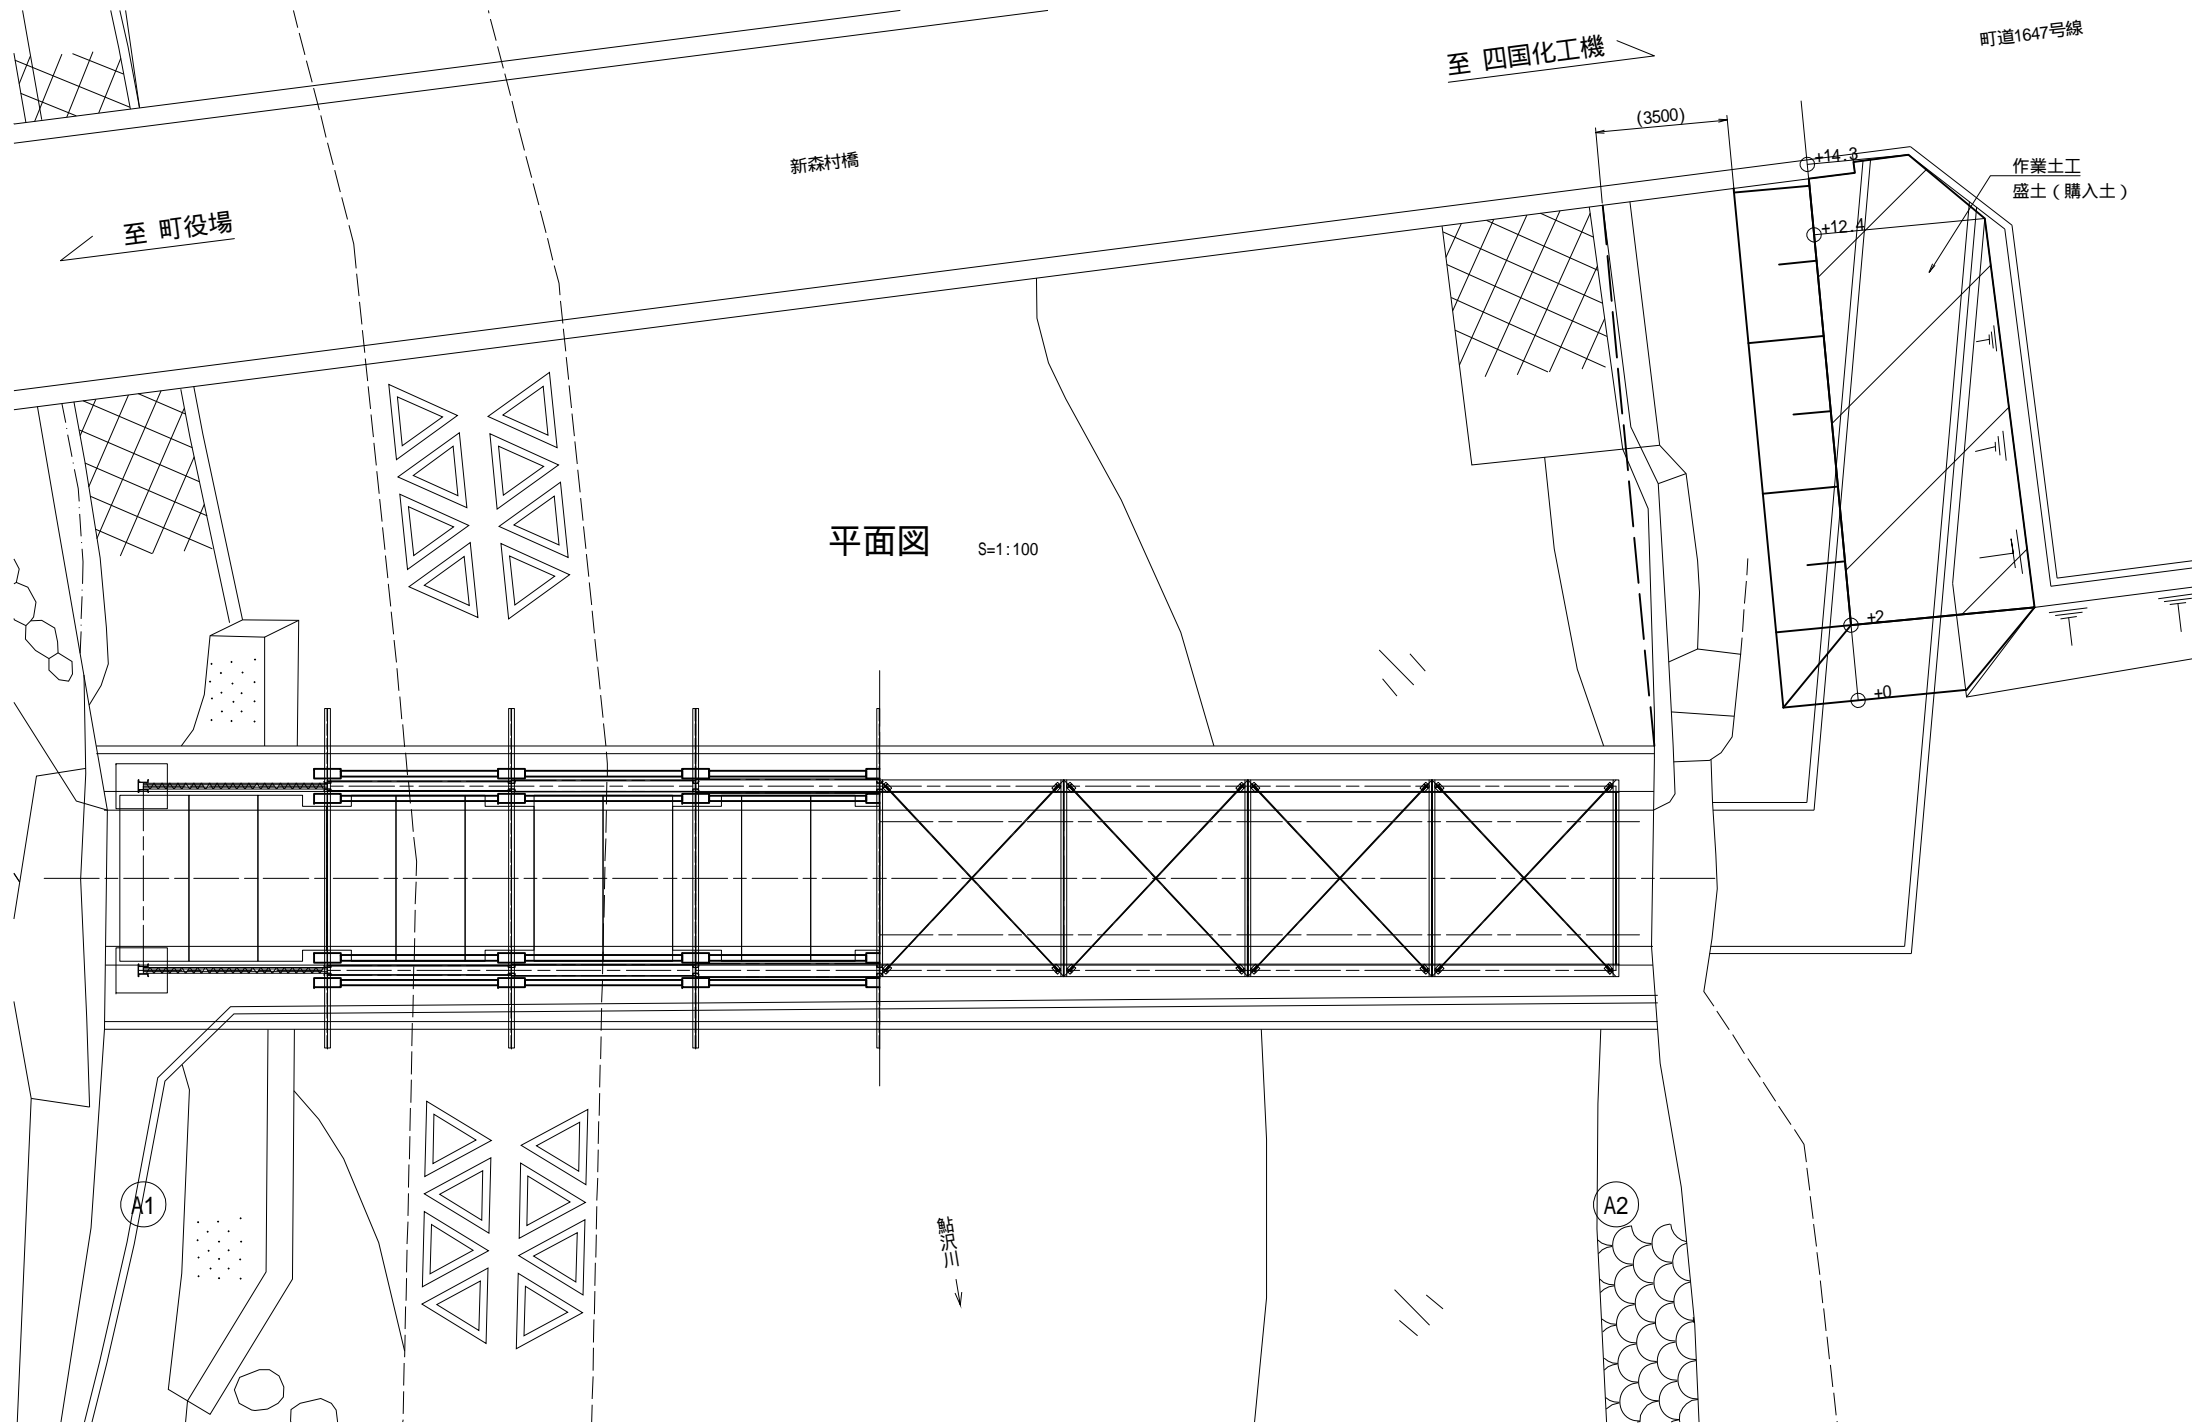 町道1647号線
至 四国化工機
(3500)
+14.3
作業土工
盛土（購入土）
新森村橋
至 町役場
+12.4
平面図 S=1:100
+2
+0
A1
A2
鮎沢川